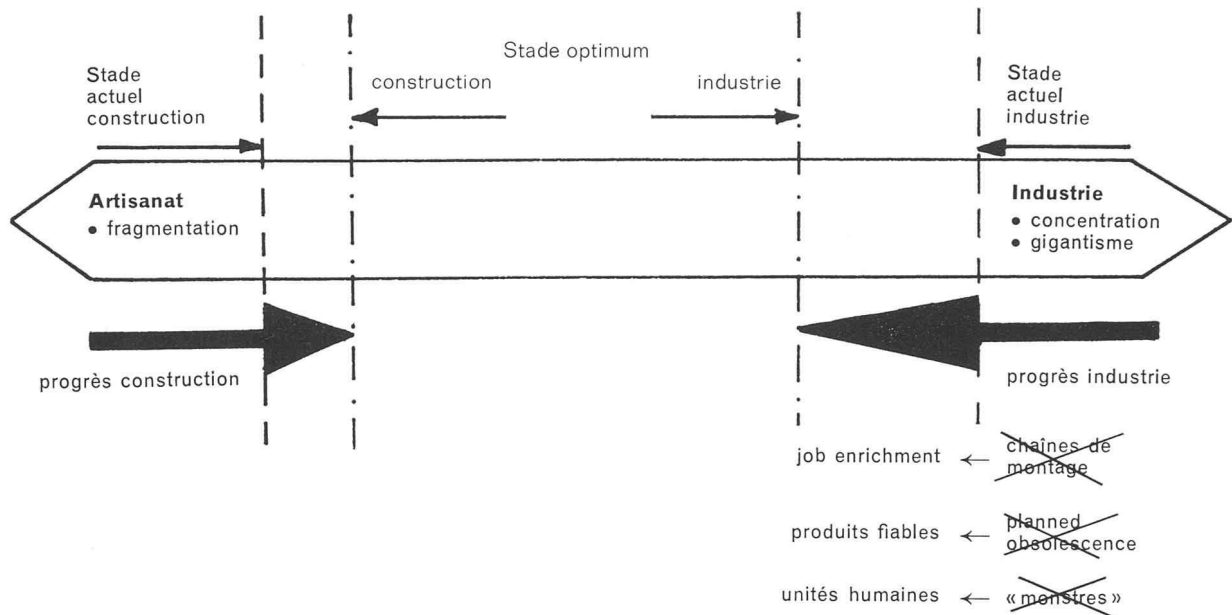 Stade optimum
Stade
actuel
construction
construction
industrie
Stade
actuel
industrie
Artisanat
• fragmentation
Industrie
• concentration
• gigantisme
progrès construction
progrès industrie
job enrichment ← chaînes de
montage
produits fiables ← planned
obsolescence
unités humaines ← « monstres »